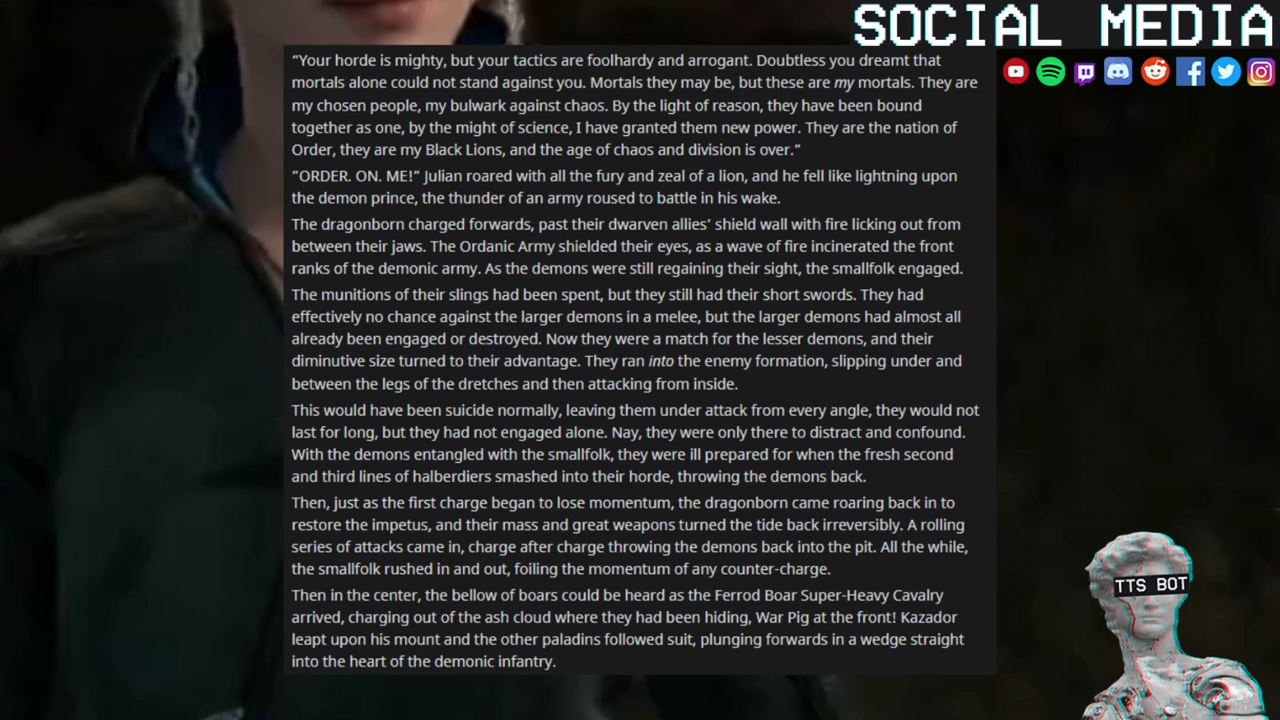 SOCIAL MEDIA
“Your horde is mighty, but your tactics are foolhardy and arrogant. Doubtless you dreamt that
mortals alone could not stand against you. Mortals they may be, but these are my mortals. They are
my chosen people, my bulwark against chaos. By the light of reason, they have been bound
together as one, by the might of science, I have granted them new power. They are the nation of
Order, they are my Black Lions, and the age of chaos and division is over.”
“ORDER. ON. ME!” Julian roared with all the fury and zeal of a lion, and he fell like lightning upon
the demon prince, the thunder of an army roused to battle in his wake.
The dragonborn charged forwards, past their dwarven allies’ shield wall with fire licking out from
between their jaws. The Ordanic Army shielded their eyes, as a wave of fire incinerated the front
ranks of the demonic army. As the demons were still regaining their sight, the smallfolk engaged.
The munitions of their slings had been spent, but they still had their short swords. They had
effectively no chance against the larger demons in a melee, but the larger demons had almost all
already been engaged or destroyed. Now they were a match for the lesser demons, and their
diminutive size turned to their advantage. They ran into the enemy formation, slipping under and
between the legs of the dretches and then attacking from inside.
This would have been suicide normally, leaving them under attack from every angle, they would not
last for long, but they had not engaged alone. Nay, they were only there to distract and confound.
With the demons entangled with the smallfolk, they were ill prepared for when the fresh second
and third lines of halberdiers smashed into their horde, throwing the demons back.
Then, just as the first charge began to lose momentum, the dragonborn came roaring back in to
restore the impetus, and their mass and great weapons turned the tide back irreversibly. A rolling
series of attacks came in, charge after charge throwing the demons back into the pit. All the while,
the smallfolk rushed in and out, foiling the momentum of any counter-charge.
Then in the center, the bellow of boars could be heard as the Ferrod Boar Super-Heavy Cavalry
arrived, charging out of the ash cloud where they had been hiding, War Pig at the front! Kazador
leapt upon his mount and the other paladins followed suit, plunging forwards in a wedge straight
into the heart of the demonic infantry.
TTS BOT